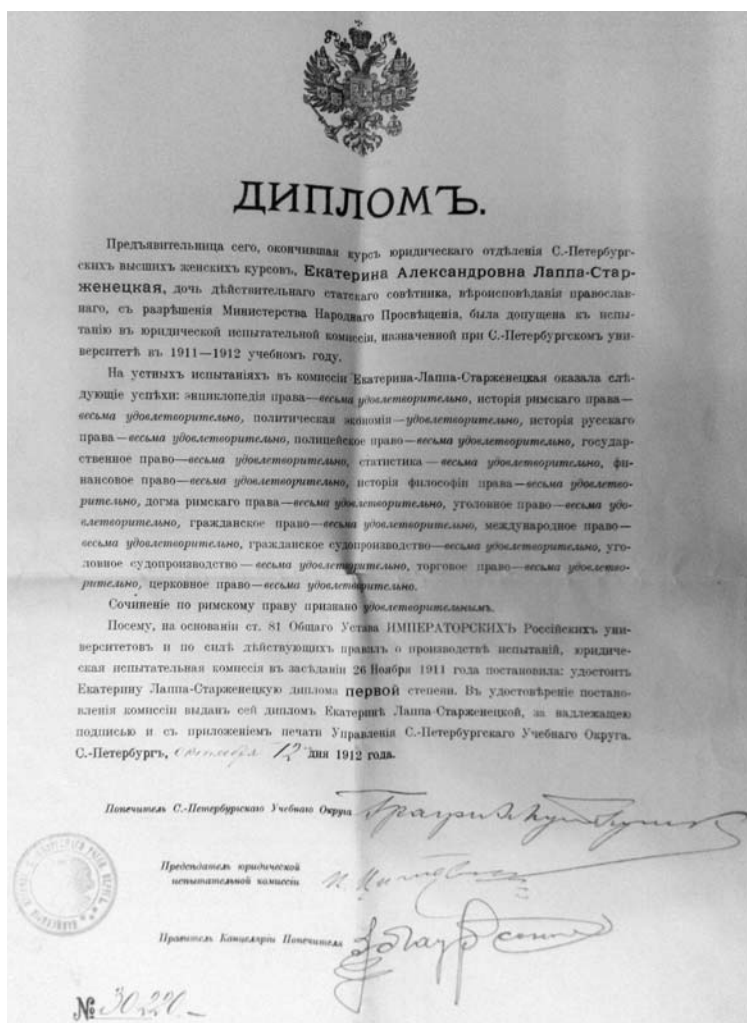 ДИПЛОМЪ.
Предъявительница сего, окончившая курсъ юридическаго отдѣленія С.-Петербург-
скихъ высшихъ женскихъ курсовъ, Екатерина Александровна Лаппа-Стар-
женецкая, дочь дѣйствительнаго статскаго совѣтника, вѣроисповѣданія православ-
наго, съ разрѣшенія Министерства Народнаго Просвѣщенія, была допущена къ испы-
танію въ юридической испытательной комиссіи, назначенной при С.-Петербургскомъ уни-
верситетѣ въ 1911—1912 учебномъ году.
На устныхъ испытаніяхъ въ комиссіи Екатерина-Лаппа-Старженецкая оказала слѣ-
дующіе успѣхи: энциклопедія права—весьма удовлетворительно, исторія римскаго права—
весьма удовлетворительно, политическая экономія—удовлетворительно, исторія русскаго
права—весьма удовлетворительно, полицейское право—весьма удовлетворительно, государ-
ственное право—весьма удовлетворительно, статистика—весьма удовлетворительно, фи-
нансовое право—весьма удовлетворительно, исторія философіи права—весьма удовлетво-
рительно, догма римскаго права—весьма удовлетворительно, уголовное право—весьма удо-
влетворительно, гражданское право—весьма удовлетворительно, международное право—
весьма удовлетворительно, гражданское судопроизводство—весьма удовлетворительно, уго-
ловное судопроизводство—весьма удовлетворительно, торговое право—весьма удовлетво-
рительно, церковное право—весьма удовлетворительно.
Сочиненіе по римскому праву признано удовлетворительнымъ.
Посему, на основаніи ст. 81 Общаго Устава ИМПЕРАТОРСКИХЪ Россійскихъ уни-
верситетовъ и по силѣ дѣйствующихъ правилъ о производствѣ испытаній, юридиче-
ская испытательная комиссія въ засѣданіи 26 Ноября 1911 года постановила: удостоить
Екатерину Лаппа-Старженецкую диплома первой степени. Въ удостовѣреніе постано-
вленія комиссіи выданъ сей дипломъ Екатеринѣ Лаппа-Старженецкой, за надлежащею
подписью и съ приложеніемъ печати Управленія С.-Петербургскаго Учебнаго Округа.
С.-Петербургъ, октября 12 дня 1912 года.
Попечитель С.-Петербургскаго Учебнаго Округа
Предсѣдатель юридической
испытательной комиссіи
Правитель Канцеляріи Попечителя
№ 30220